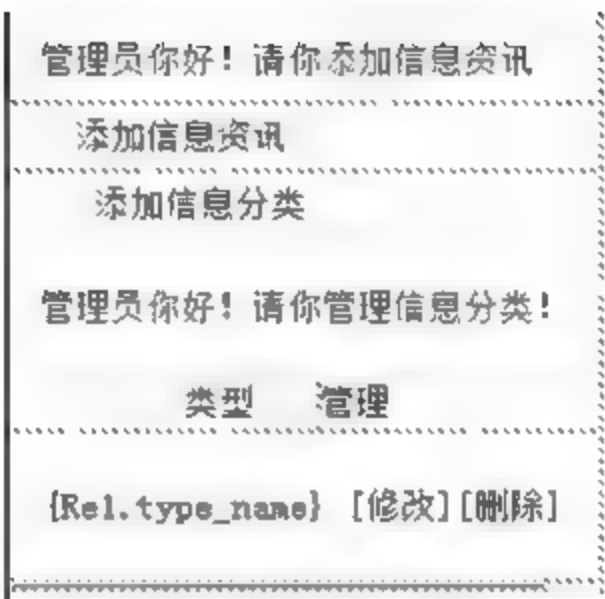 管理员你好！请你添加信息资讯
添加信息资讯
添加信息分类
管理员你好！请你管理信息分类！
类型 管理
{Rel.type_name} [修改][删除]